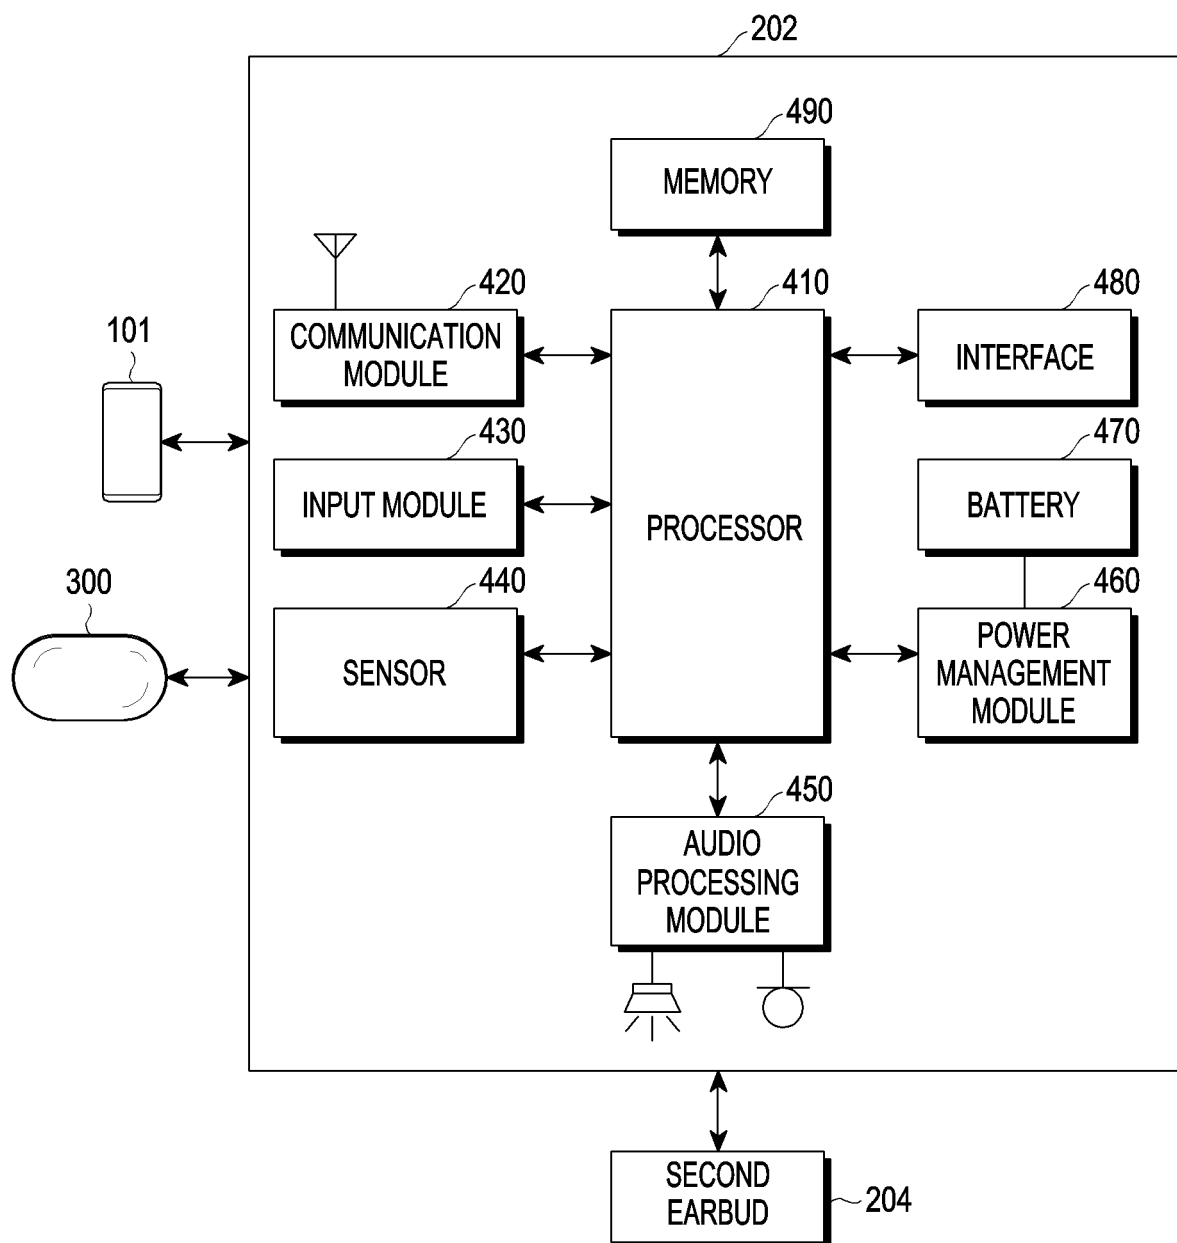 202
490
MEMORY
420
410
480
COMMUNICATION
MODULE
INTERFACE
101
430
470
INPUT MODULE
PROCESSOR
BATTERY
300
440
460
SENSOR
POWER
MANAGEMENT
MODULE
450
AUDIO
PROCESSING
MODULE
SECOND
EARBUD
204